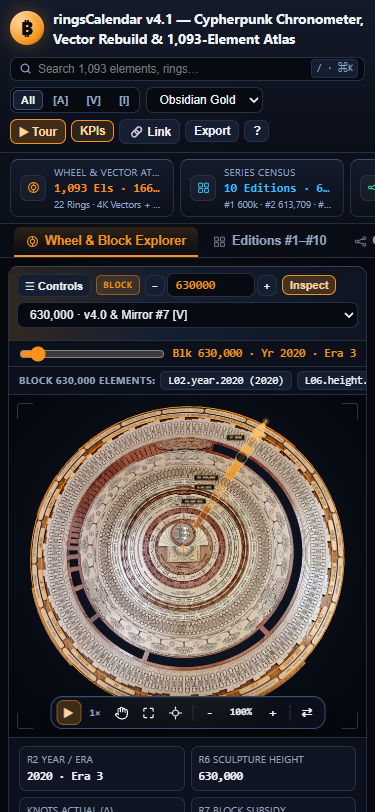 ringsCalendar v4.1 — Cypherpunk Chronometer,
Vector Rebuild & 1,093-Element Atlas
Search 1,093 elements, rings… / · ⌘K
All [A] [V] [I] Obsidian Gold
▶ Tour KPIs Link Export ?
WHEEL & VECTOR AT… SERIES CENSUS
1,093 Els · 166… 10 Editions · 6…
22 Rings · 4K Vectors + … #1 600k · #2 613,709 · #…
Wheel & Block Explorer Editions #1–#10
☰ Controls BLOCK − 630000 + Inspect
630,000 · v4.0 & Mirror #7 [V]
Blk 630,000 · Yr 2020 · Era 3
BLOCK 630,000 ELEMENTS: L02.year.2020 (2020) L06.height.
1× − 100% +
R2 YEAR / ERA R6 SCULPTURE HEIGHT
2020 · Era 3 630,000
KNOTS ACTUAL (Δ) R7 BLOCK SUBSIDY